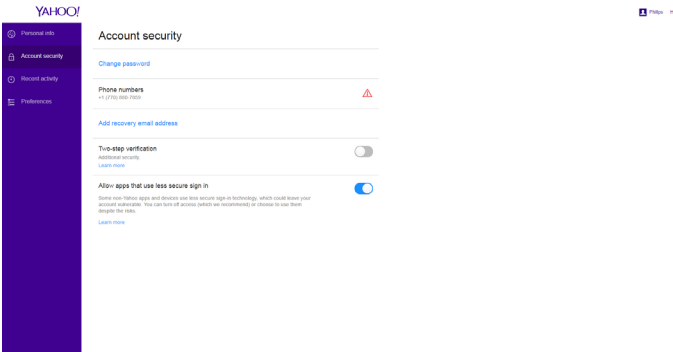 YAHOO!
Philips
Personal info
Account security
Recent activity
Preferences
Account security
Change password
Phone numbers
Add recovery email address
Two-step verification
Additional security.
Learn more
Allow apps that use less secure sign in
Some non-Yahoo apps and devices use less secure sign-in technology, which could leave your
account vulnerable. You can turn off access (which we recommend) or choose to use them
despite the risks.
Learn more